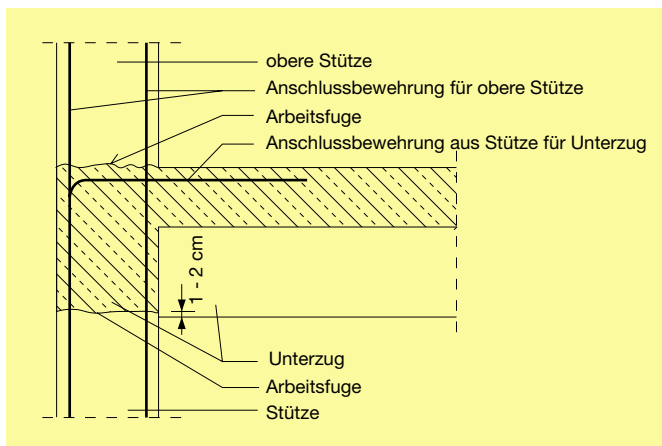 obere Stütze
Anschlussbewehrung für obere Stütze
Arbeitsfuge
Anschlussbewehrung aus Stütze für Unterzug
1 - 2 cm
Unterzug
Arbeitsfuge
Stütze